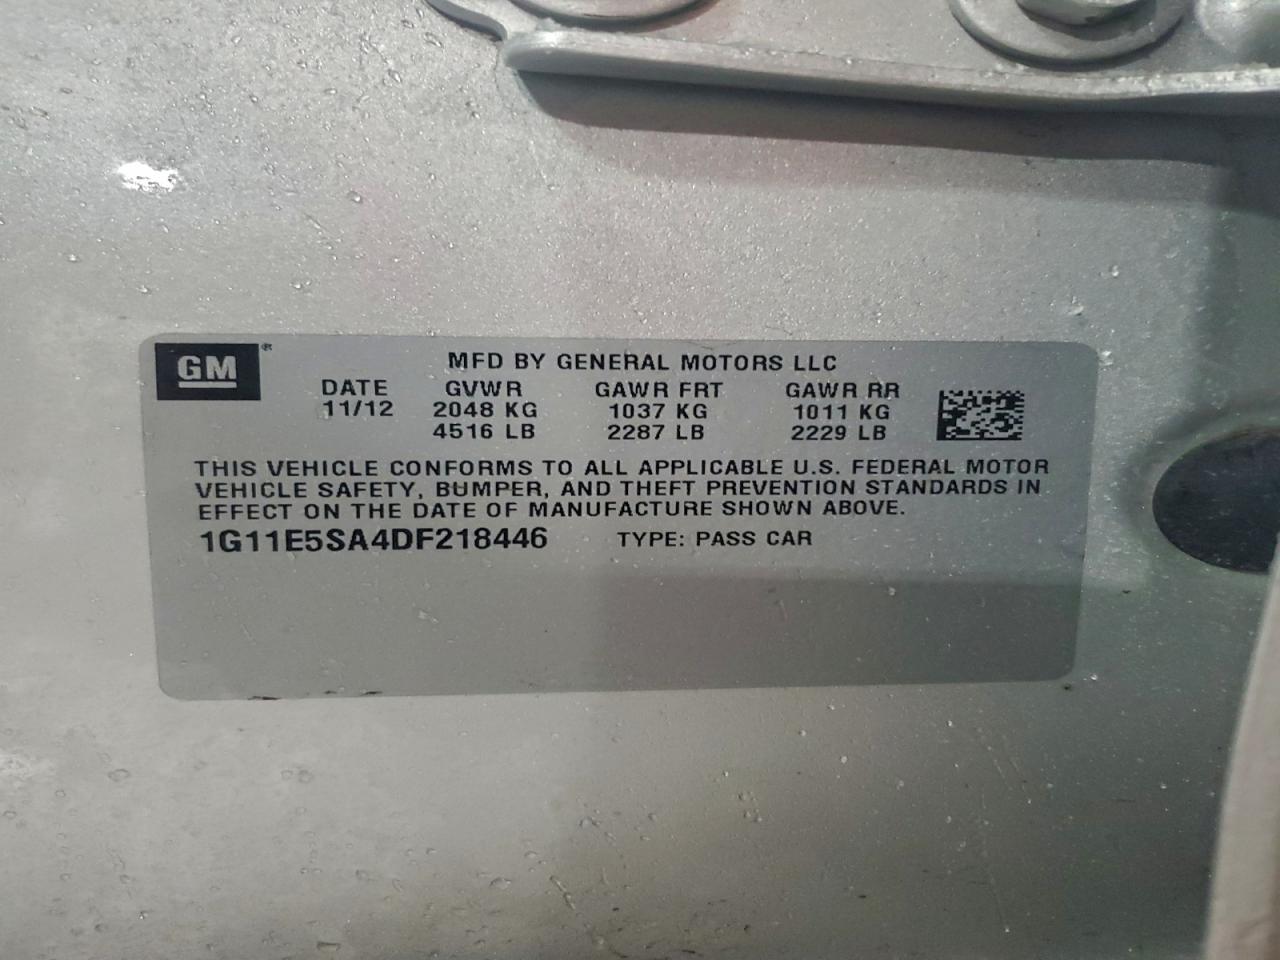 GM®
MFD BY GENERAL MOTORS LLC
DATE GVWR GAWR FRT GAWR RR
11/12 2048 KG 1037 KG 1011 KG
4516 LB 2287 LB 2229 LB
THIS VEHICLE CONFORMS TO ALL APPLICABLE U.S. FEDERAL MOTOR
VEHICLE SAFETY, BUMPER, AND THEFT PREVENTION STANDARDS IN
EFFECT ON THE DATE OF MANUFACTURE SHOWN ABOVE.
1G11E5SA4DF218446 TYPE: PASS CAR